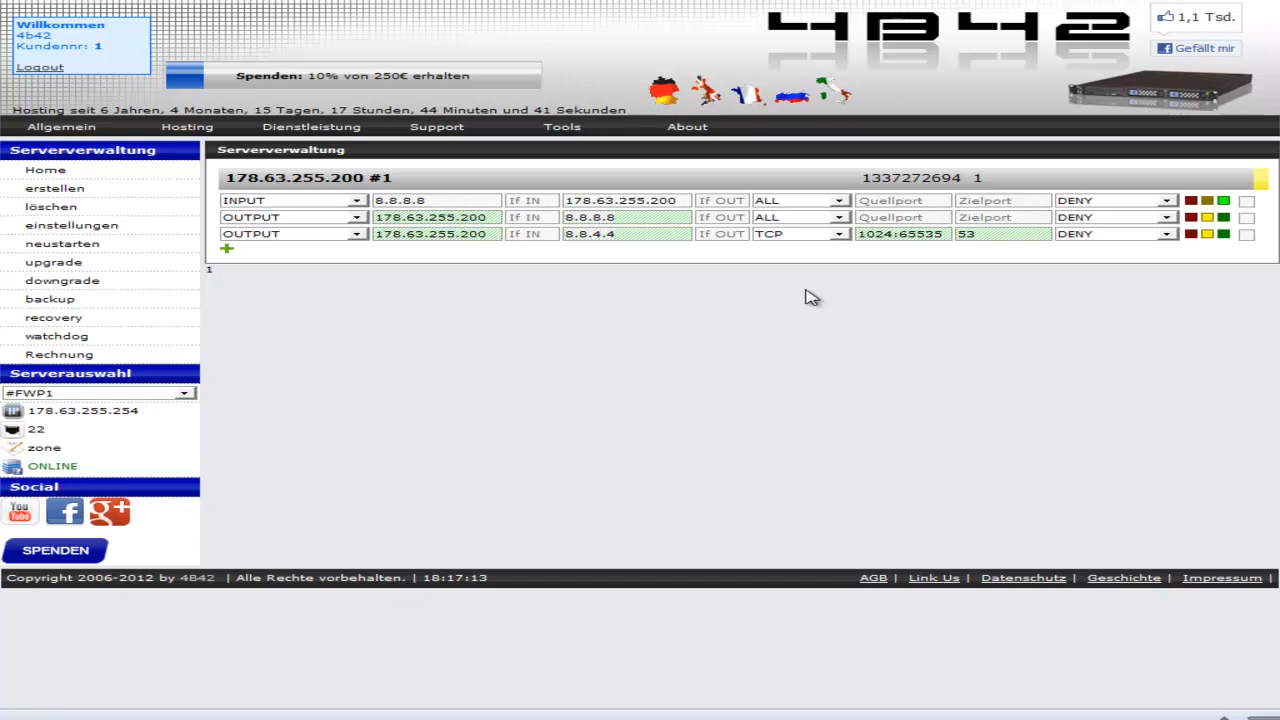 Willkommen
4b42
Kundennr: 1
Logout
4B42
1,1 Tsd.
Gefällt mir
Spenden: 10% von 250€ erhalten
Hosting seit 6 Jahren, 4 Monaten, 15 Tagen, 17 Stunden, 44 Minuten und 41 Sekunden
Allgemein Hosting Dienstleistung Support Tools About
Serververwaltung
Home
erstellen
löschen
einstellungen
neustarten
upgrade
downgrade
backup
recovery
watchdog
Rechnung
Serverauswahl
#FWP1
IP 178.63.255.254
22
zone
ONLINE
Social
You Tube f g+
SPENDEN
Serververwaltung
178.63.255.200 #1 1337272694 1
INPUT 8.8.8.8 If IN 178.63.255.200 If OUT ALL Quellport Zielport DENY
OUTPUT 178.63.255.200 If IN 8.8.8.8 If OUT ALL Quellport Zielport DENY
OUTPUT 178.63.255.200 If IN 8.8.4.4 If OUT TCP 1024:65535 53 DENY
1
Copyright 2006-2012 by 4B42 | Alle Rechte vorbehalten. | 18:17:13
AGB | Link Us | Datenschutz | Geschichte | Impressum |